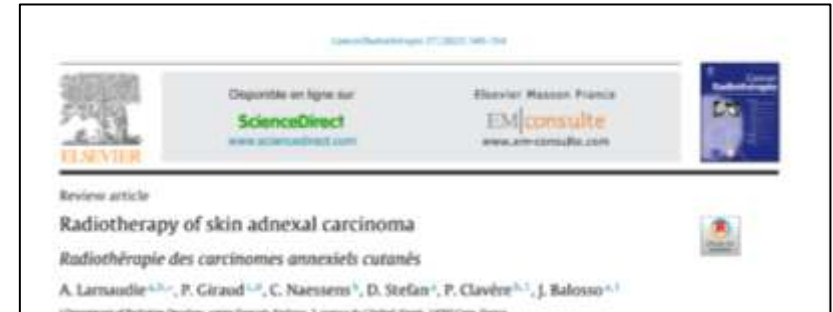 Disponible en ligne sur
ScienceDirect
www.sciencedirect.com
Elsevier Masson France
EM|consulte
www.em-consulte.com
ELSEVIER
Review article
Radiotherapy of skin adnexal carcinoma
Radiothérapie des carcinomes annexiels cutanés
A. Larnaudie, P. Giraud, C. Naessens, D. Stefan, P. Clavère, J. Balosso